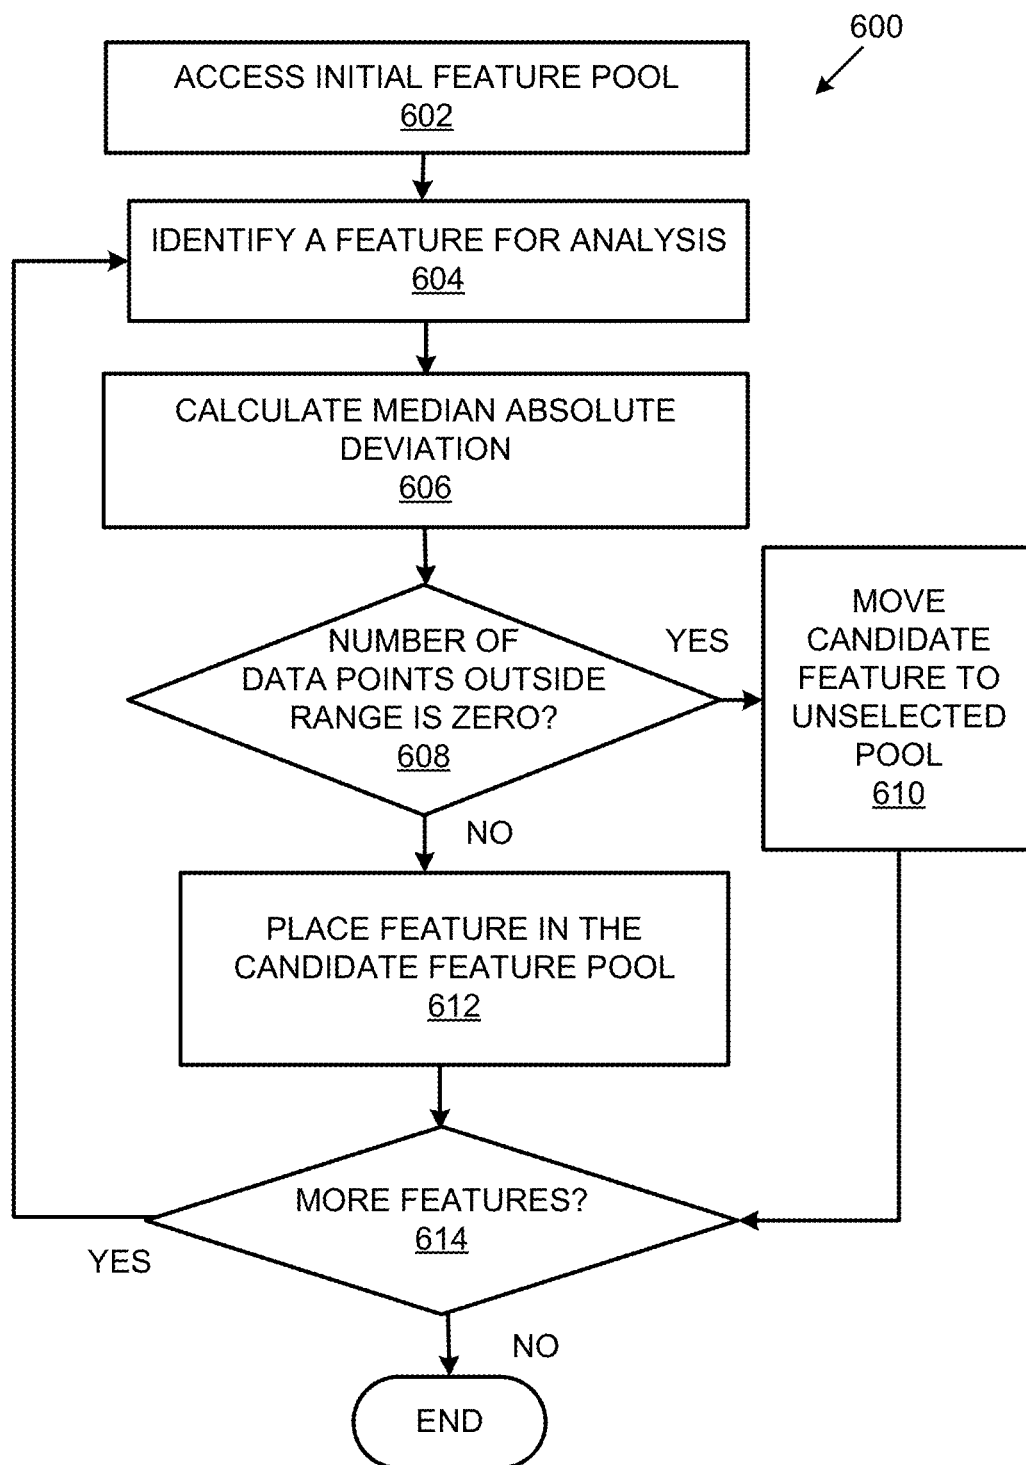 600
ACCESS INITIAL FEATURE POOL
602
IDENTIFY A FEATURE FOR ANALYSIS
604
CALCULATE MEDIAN ABSOLUTE
DEVIATION
606
NUMBER OF
DATA POINTS OUTSIDE
RANGE IS ZERO?
608
YES
MOVE
CANDIDATE
FEATURE TO
UNSELECTED
POOL
610
NO
PLACE FEATURE IN THE
CANDIDATE FEATURE POOL
612
MORE FEATURES?
614
YES
NO
END